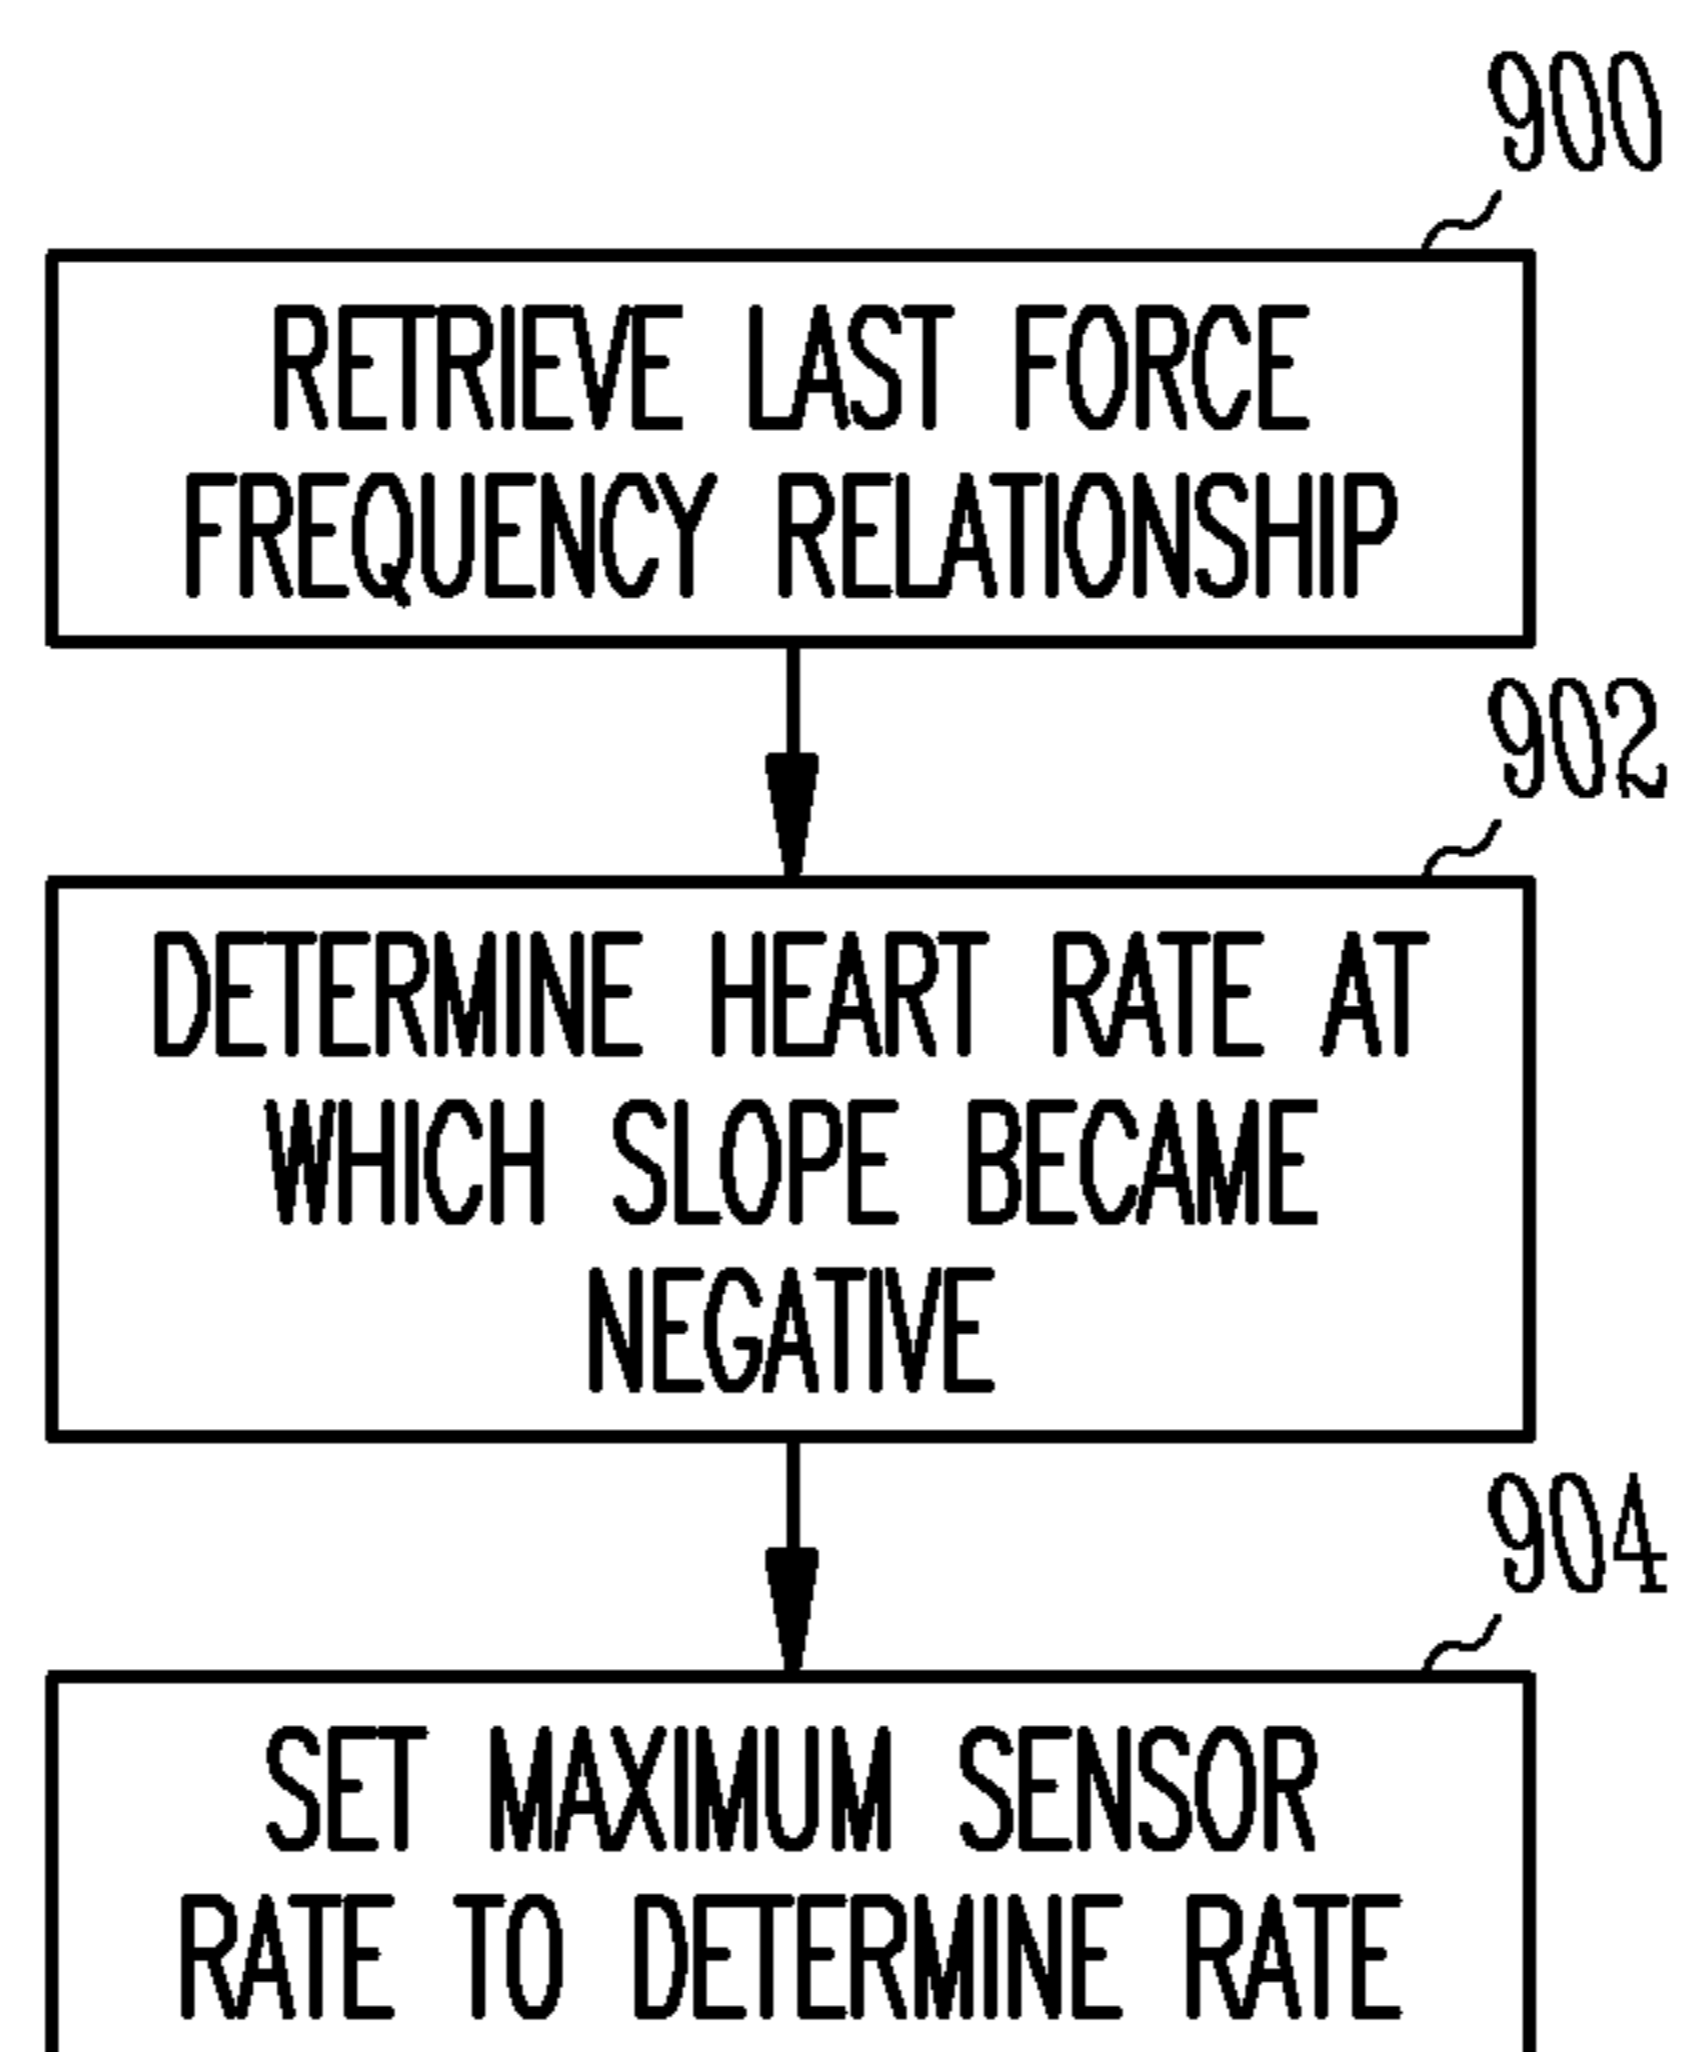 900
RETRIEVE LAST FORCE
FREQUENCY RELATIONSHIP
902
DETERMINE HEART RATE AT
WHICH SLOPE BECAME
NEGATIVE
904
SET MAXIMUM SENSOR
RATE TO DETERMINE RATE